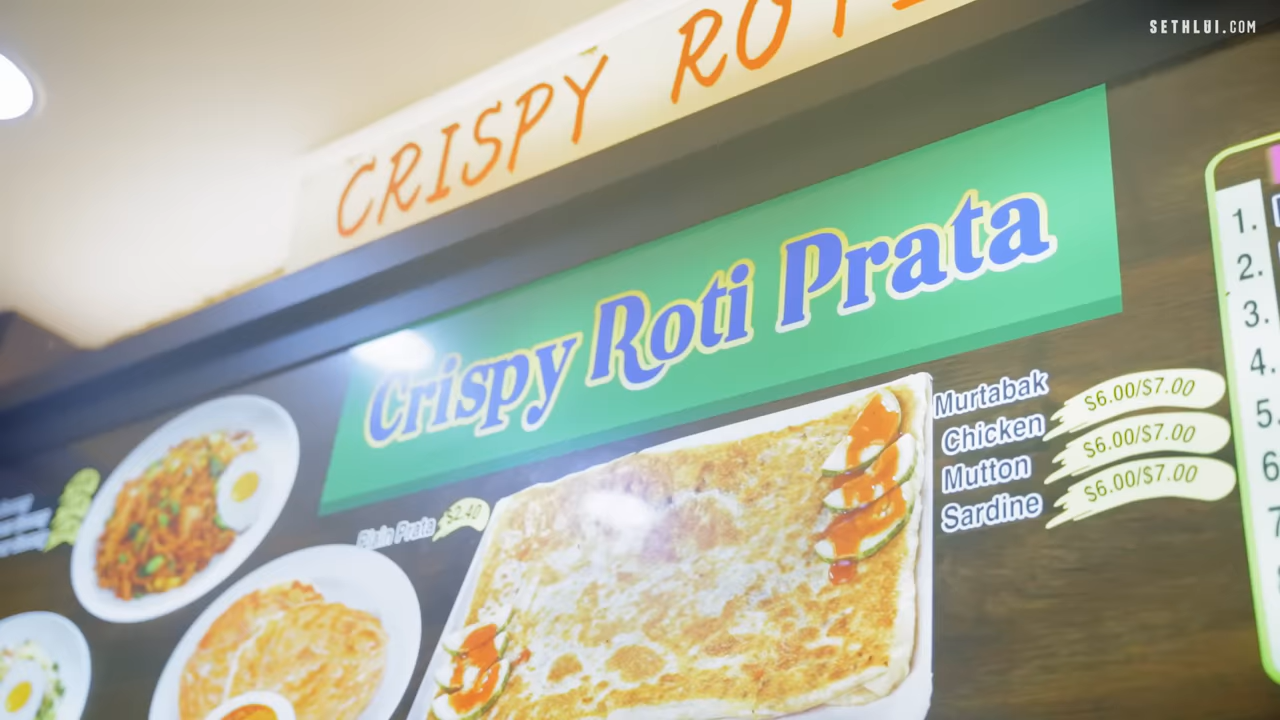 SETHLUI.COM
CRISPY ROTI
Crispy Roti Prata
Murtabak
Chicken $6.00/$7.00
Mutton $6.00/$7.00
Sardine $6.00/$7.00
Plain Prata $2.40
1.
2.
3.
4.
5.
6
7